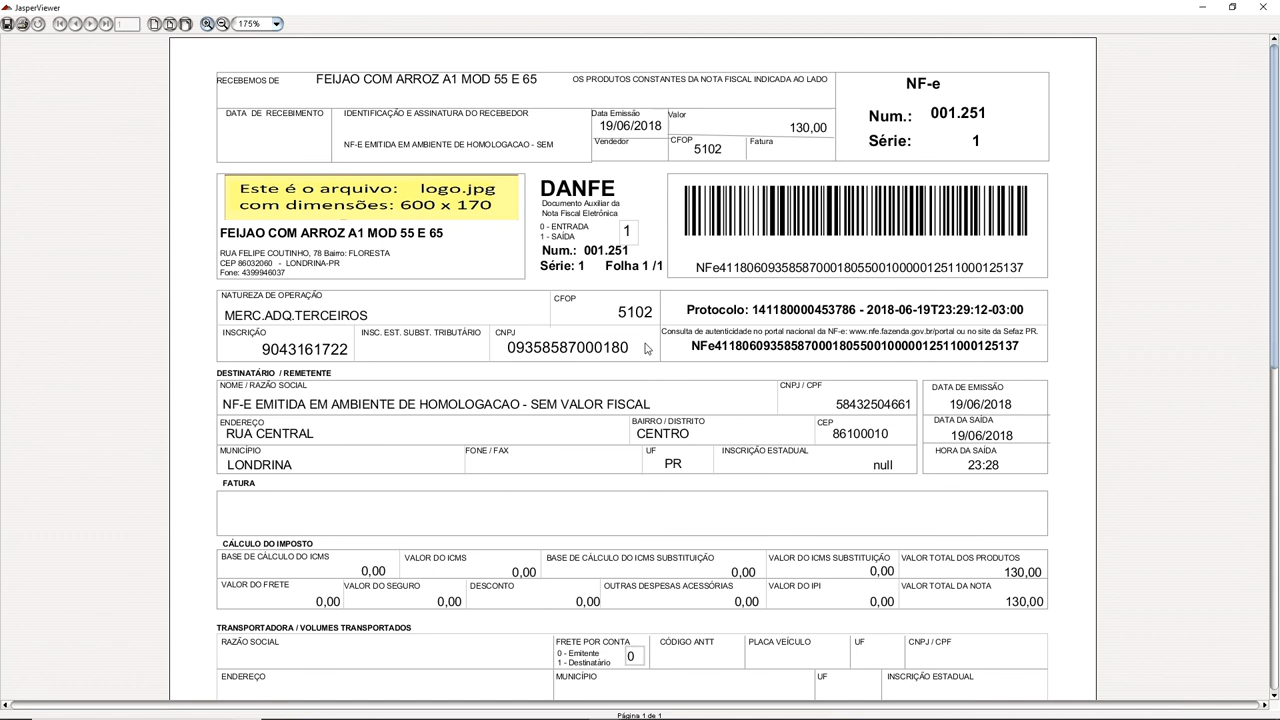 JasperViewer
1
175%
RECEBEMOS DE FEIJAO COM ARROZ A1 MOD 55 E 65 OS PRODUTOS CONSTANTES DA NOTA FISCAL INDICADA AO LADO
NF-e
Num.: 001.251
Série: 1
DATA DE RECEBIMENTO
IDENTIFICAÇÃO E ASSINATURA DO RECEBEDOR
NF-E EMITIDA EM AMBIENTE DE HOMOLOGACAO - SEM
Data Emissão
19/06/2018
Valor
130,00
Vendedor
CFOP
5102
Fatura
Este é o arquivo: logo.jpg
com dimensões: 600 x 170
FEIJAO COM ARROZ A1 MOD 55 E 65
RUA FELIPE COUTINHO, 78 Bairro: FLORESTA
CEP 86032060 - LONDRINA-PR
Fone: 4399946037
DANFE
Documento Auxiliar da
Nota Fiscal Eletrônica
0 - ENTRADA
1 - SAÍDA
1
Num.: 001.251
Série: 1 Folha 1 /1
NFe41180609358587000180550010000012511000125137
NATUREZA DE OPERAÇÃO
MERC.ADQ.TERCEIROS
CFOP
5102
Protocolo: 141180000453786 - 2018-06-19T23:29:12-03:00
INSCRIÇÃO
9043161722
INSC. EST. SUBST. TRIBUTÁRIO
CNPJ
09358587000180
Consulta de autenticidade no portal nacional da NF-e: www.nfe.fazenda.gov.br/portal ou no site da Sefaz PR.
NFe41180609358587000180550010000012511000125137
DESTINATÁRIO / REMETENTE
NOME / RAZÃO SOCIAL
NF-E EMITIDA EM AMBIENTE DE HOMOLOGACAO - SEM VALOR FISCAL
CNPJ / CPF
58432504661
DATA DE EMISSÃO
19/06/2018
ENDEREÇO
RUA CENTRAL
BAIRRO / DISTRITO
CENTRO
CEP
86100010
DATA DA SAÍDA
19/06/2018
MUNICÍPIO
LONDRINA
FONE / FAX
UF
PR
INSCRIÇÃO ESTADUAL
null
HORA DA SAÍDA
23:28
FATURA
CÁLCULO DO IMPOSTO
BASE DE CÁLCULO DO ICMS
0,00
VALOR DO ICMS
0,00
BASE DE CÁLCULO DO ICMS SUBSTITUIÇÃO
0,00
VALOR DO ICMS SUBSTITUIÇÃO
0,00
VALOR TOTAL DOS PRODUTOS
130,00
VALOR DO FRETE
0,00
VALOR DO SEGURO
0,00
DESCONTO
0,00
OUTRAS DESPESAS ACESSÓRIAS
0,00
VALOR DO IPI
0,00
VALOR TOTAL DA NOTA
130,00
TRANSPORTADORA / VOLUMES TRANSPORTADOS
RAZÃO SOCIAL
FRETE POR CONTA
0 - Emitente
1 - Destinatário
0
CÓDIGO ANTT
PLACA VEÍCULO
UF
CNPJ / CPF
ENDEREÇO
MUNICÍPIO
UF
INSCRIÇÃO ESTADUAL
Página 1 de 1